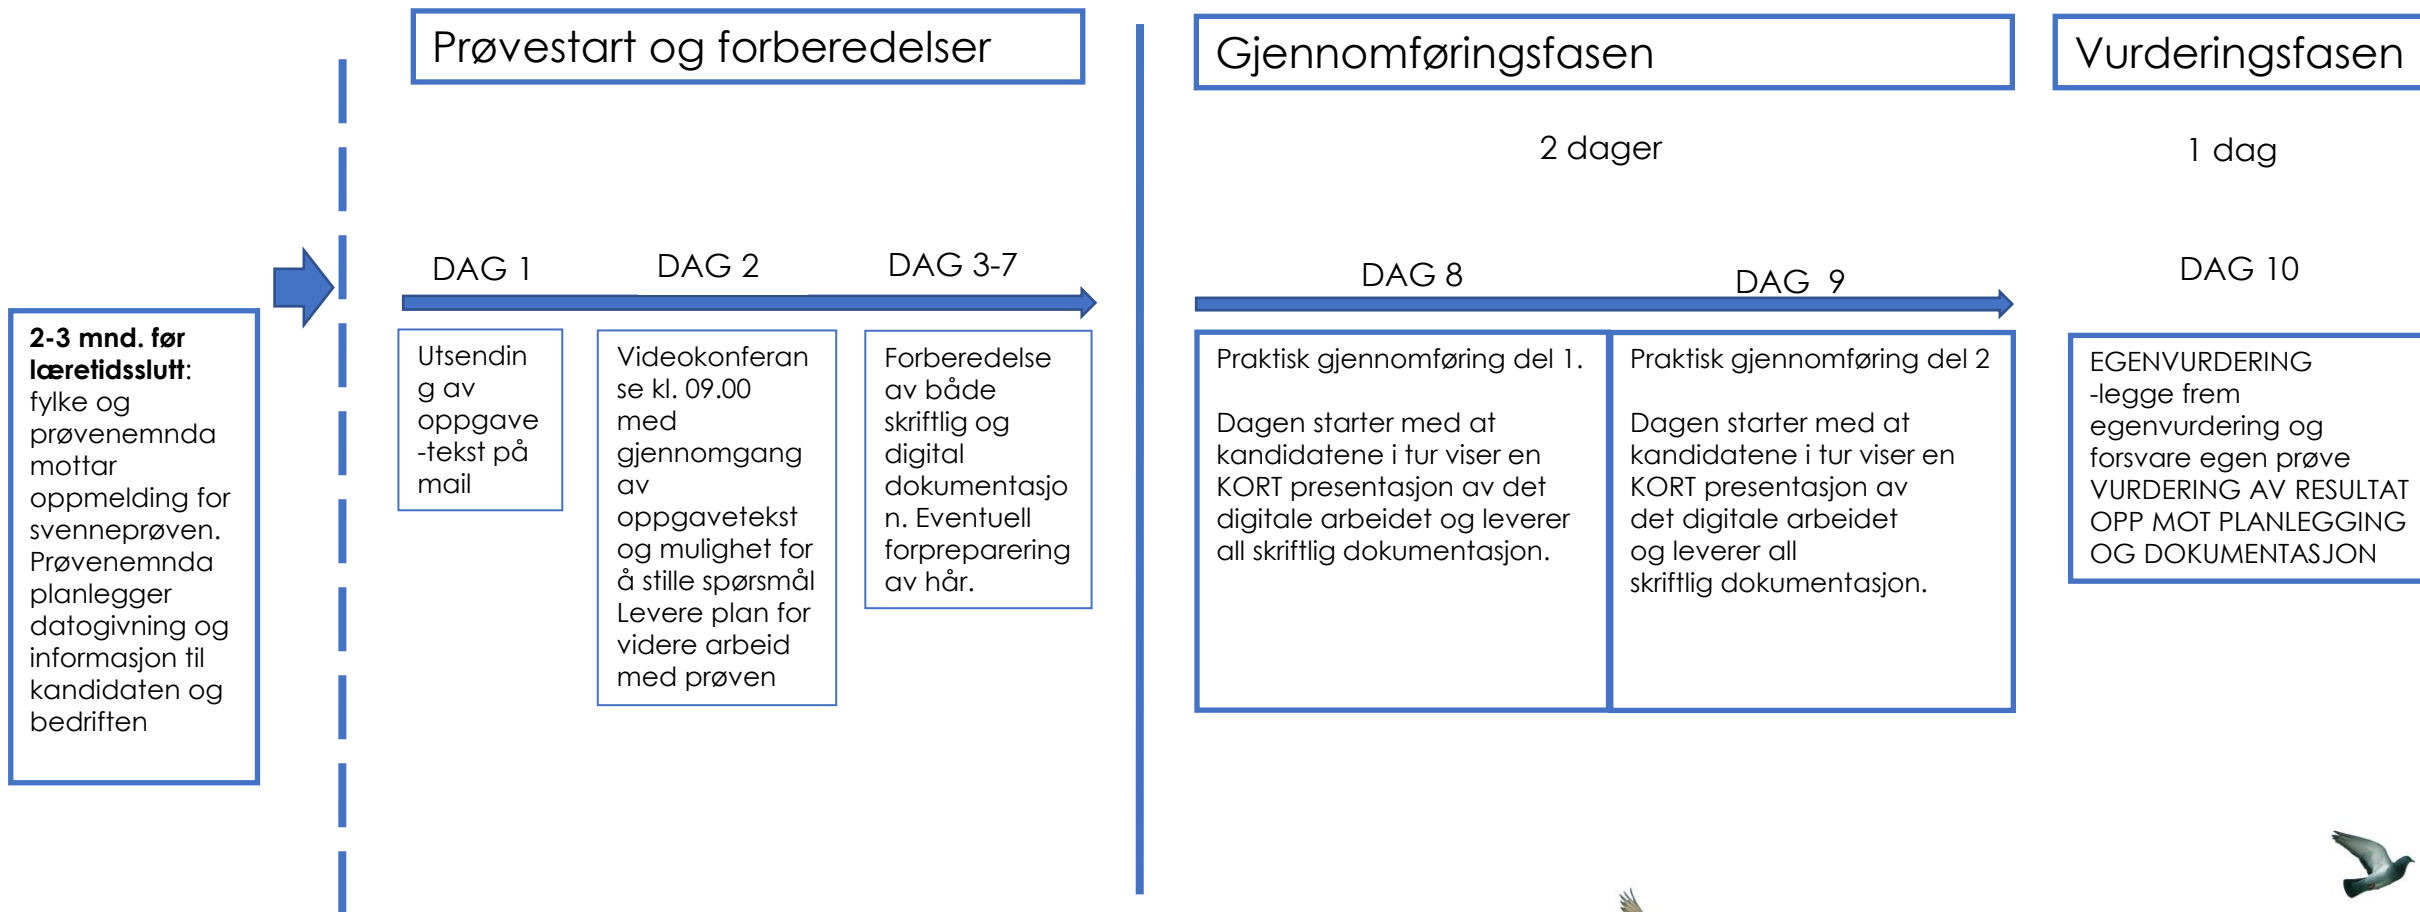 Prøvestart og forberedelser
Gjennomføringsfasen
Vurderingsfasen
2 dager
1 dag
2-3 mnd. før
læretidsslutt:
fylke og
prøvenemnda
mottar
oppmelding for
svenneprøven.
Prøvenemnda
planlegger
datogivning og
informasjon til
kandidaten og
bedriften
DAG 1
Utsendin
g av
oppgave
-tekst på
mail
DAG 2
Videokonferan
se kl. 09.00
med
gjennomgang
av
oppgavetekst
og mulighet for
å stille spørsmål
Levere plan for
videre arbeid
med prøven
DAG 3-7
Forberedelse
av både
skriftlig og
digital
dokumentasjo
n. Eventuell
forpreparering
av hår.
DAG 8
Praktisk gjennomføring del 1.
Dagen starter med at
kandidatene i tur viser en
KORT presentasjon av det
digitale arbeidet og leverer
all skriftlig dokumentasjon.
DAG 9
Praktisk gjennomføring del 2
Dagen starter med at
kandidatene i tur viser en
KORT presentasjon av
det digitale arbeidet
og leverer all
skriftlig dokumentasjon.
DAG 10
EGENVURDERING
-legge frem
egenvurdering og
forsvare egen prøve
VURDERING AV RESULTAT
OPP MOT PLANLEGGING
OG DOKUMENTASJON